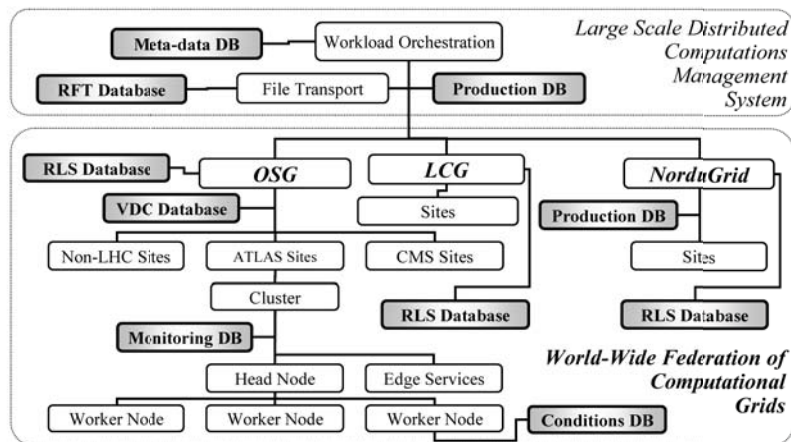 Meta-data DB
Workload Orchestration
Large Scale Distributed
Computations
Management
System
RFT Database
File Transport
Production DB
RLS Database
OSG
LCG
NorduGrid
VDC Database
Sites
Production DB
Non-LHC Sites
ATLAS Sites
CMS Sites
Sites
Cluster
RLS Database
RLS Database
Monitoring DB
World-Wide Federation of
Computational
Grids
Head Node
Edge Services
Worker Node
Worker Node
Worker Node
Conditions DB